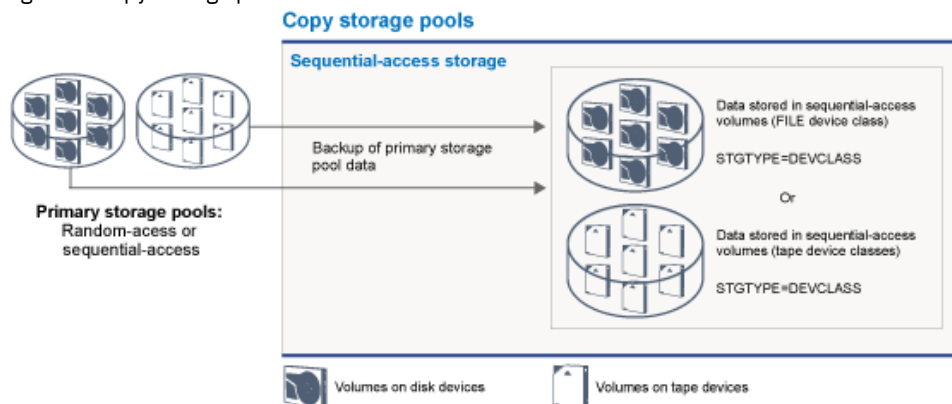 Copy storage pools
Sequential-access storage
Data stored in sequential-access
volumes (FILE device class)
STGTYPE=DEVCLASS
Backup of primary storage
pool data
Or
Primary storage pools:
Random-acess or
sequential-access
Data stored in sequential-access
volumes (tape device classes)
STGTYPE=DEVCLASS
Volumes on disk devices
Volumes on tape devices